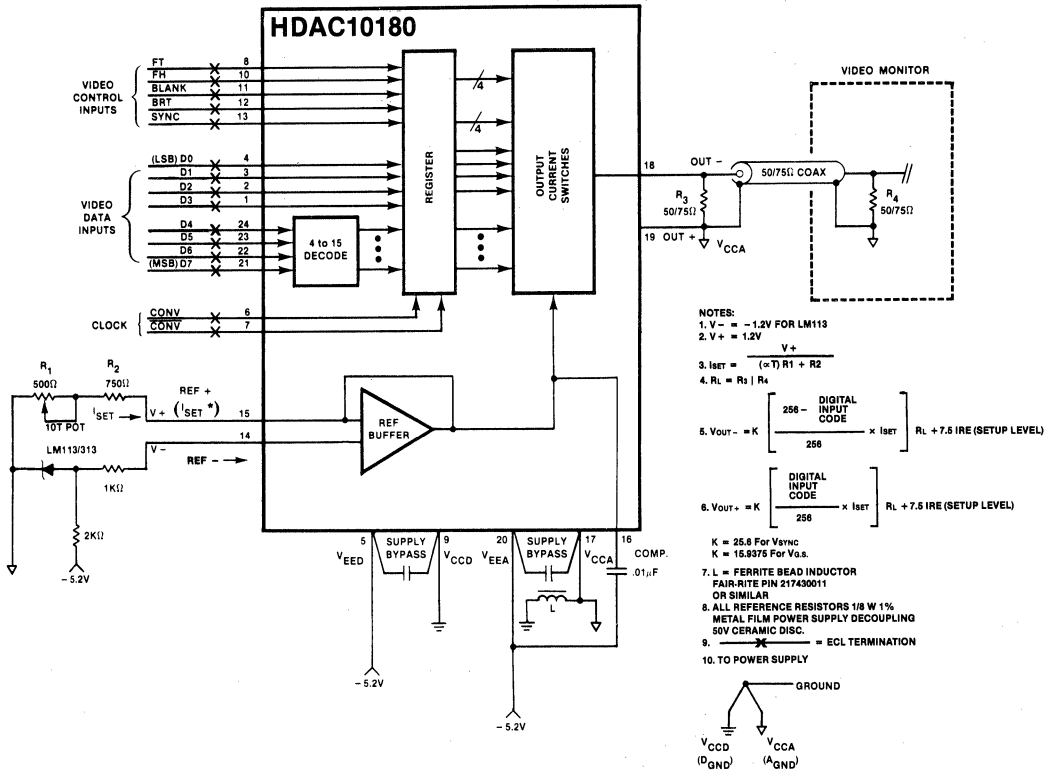 HDAC10180
VIDEO CONTROL INPUTS
FT 8
FH 10
BLANK 11
BRT 12
SYNC 13
VIDEO DATA INPUTS
(LSB) D0 4
D1 3
D2 2
D3 1
D4 24
D5 23
D6 22
(MSB) D7 21
4 to 15 DECODE
REGISTER
4
4
OUTPUT CURRENT SWITCHES
CLOCK
CONV 6
CONV 7
18 OUT -
19 OUT +
R3
50/75Ω
VCCA
50/75Ω COAX
VIDEO MONITOR
R4
50/75Ω
R1
500Ω
10T POT
R2
750Ω
ISET
REF +
(ISET *)
V+
15
14
V-
REF -
LM113/313
1KΩ
2KΩ
- 5.2V
REF BUFFER
5
VEED
SUPPLY BYPASS
9
VCCD
20
VEEA
SUPPLY BYPASS
17
VCCA
16
COMP.
.01µF
L
- 5.2V
- 5.2V
NOTES:
1. V - = - 1.2V FOR LM113
2. V + = 1.2V
3. ISET = V + / (∝T) R1 + R2
4. RL = R3 | R4
5. VOUT - = K [ 256 - DIGITAL INPUT CODE / 256 × ISET ] RL + 7.5 IRE (SETUP LEVEL)
6. VOUT + = K [ DIGITAL INPUT CODE / 256 × ISET ] RL + 7.5 IRE (SETUP LEVEL)
K = 25.6 For VSYNC
K = 15.9375 For VG.S.
7. L = FERRITE BEAD INDUCTOR
FAIR-RITE PIN 217430011
OR SIMILAR
8. ALL REFERENCE RESISTORS 1/8 W 1%
METAL FILM POWER SUPPLY DECOUPLING
50V CERAMIC DISC.
9. = ECL TERMINATION
10. TO POWER SUPPLY
GROUND
VCCD
(DGND)
VCCA
(AGND)